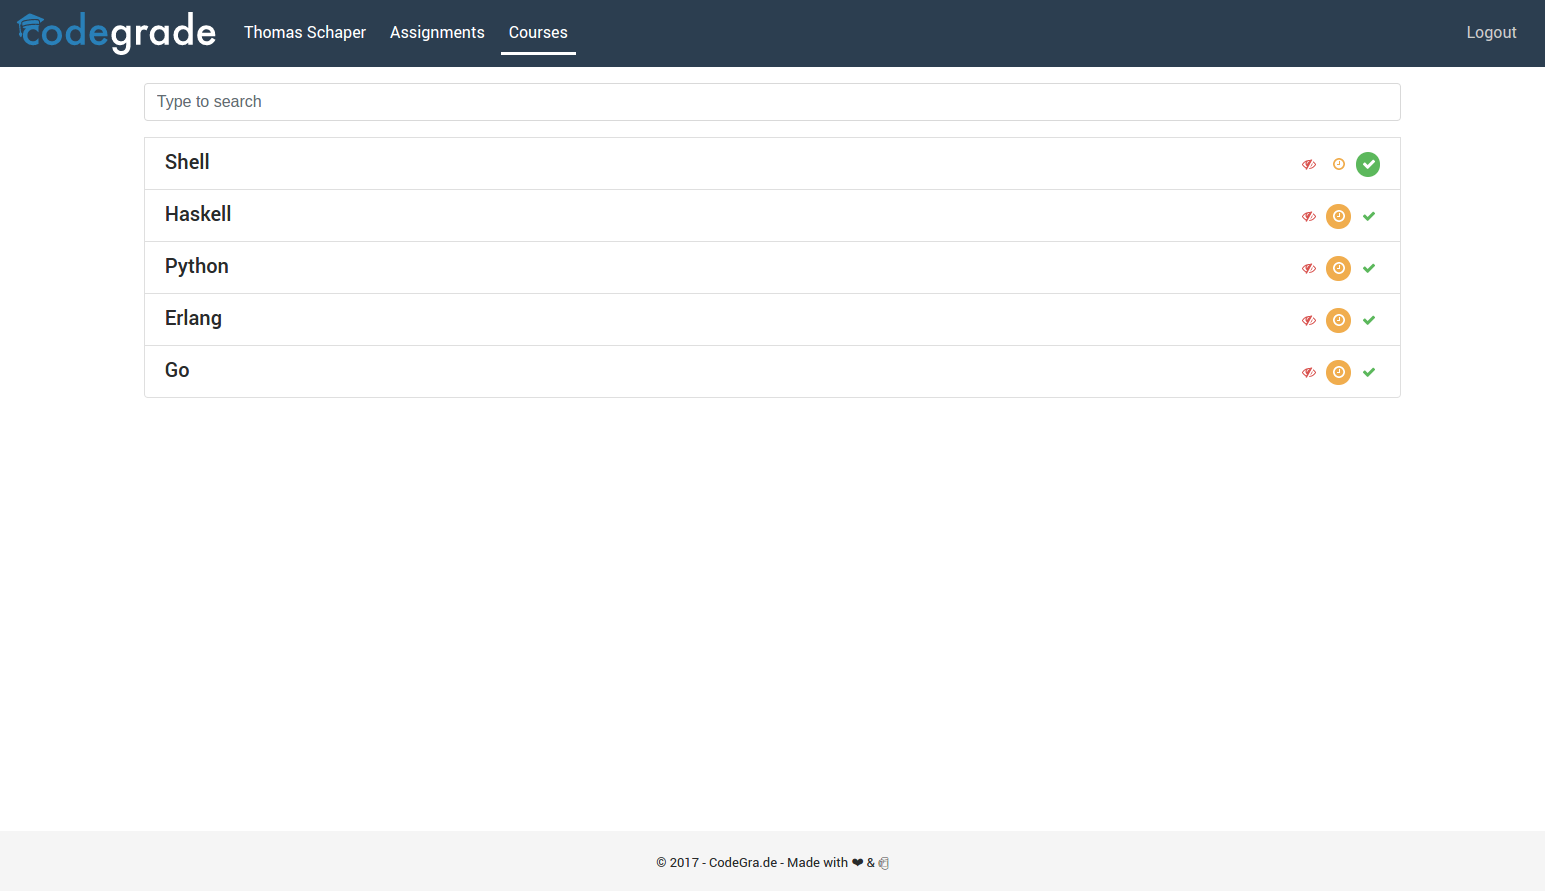 codegrade Thomas Schaper Assignments Courses Logout
Type to search
Shell
Haskell
Python
Erlang
Go
© 2017 - CodeGra.de - Made with ❤ & 🍺